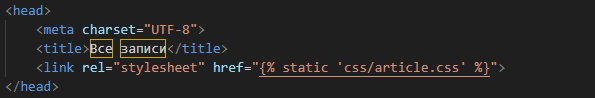 <head>
<meta charset="UTF-8">
<title>Все записи</title>
<link rel="stylesheet" href="{% static 'css/article.css' %}">
</head>